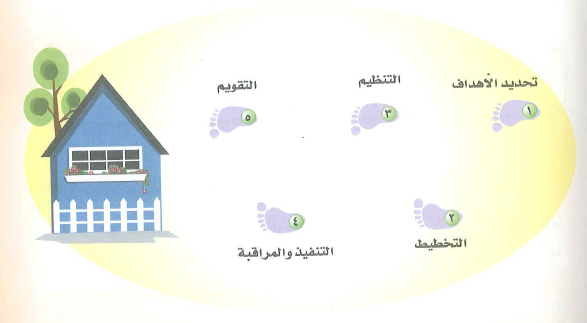 تحديد الأهداف
١
٢
التخطيط
التنظيم
٣
٤
التنفيذ والمراقبة
التقويم
٥